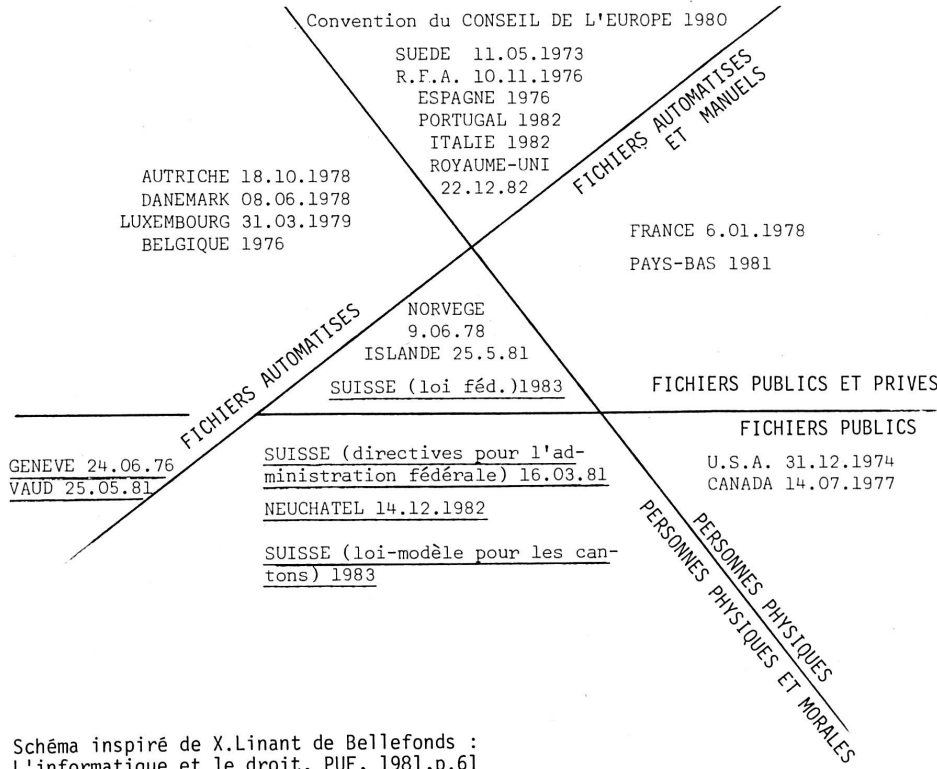 Convention du CONSEIL DE L'EUROPE 1980
SUEDE 11.05.1973
R.F.A. 10.11.1976
ESPAGNE 1976
PORTUGAL 1982
ITALIE 1982
ROYAUME-UNI
22.12.82
FICHIERS AUTOMATISES
ET MANUELS
AUTRICHE 18.10.1978
DANEMARK 08.06.1978
LUXEMBOURG 31.03.1979
BELGIQUE 1976
FRANCE 6.01.1978
PAYS-BAS 1981
NORVEGE
9.06.78
ISLANDE 25.5.81
SUISSE (loi féd.)1983
FICHIERS AUTOMATISES
FICHIERS PUBLICS ET PRIVES
FICHIERS PUBLICS
GENEVE 24.06.76
VAUD 25.05.81
SUISSE (directives pour l'ad-
ministration fédérale) 16.03.81
NEUCHATEL 14.12.1982
SUISSE (loi-modèle pour les can-
tons) 1983
U.S.A. 31.12.1974
CANADA 14.07.1977
PERSONNES PHYSIQUES
PERSONNES PHYSIQUES ET MORALES
Schéma inspiré de X.Linant de Bellefonds :
L'informatique et le droit, PUF, 1981,p.61